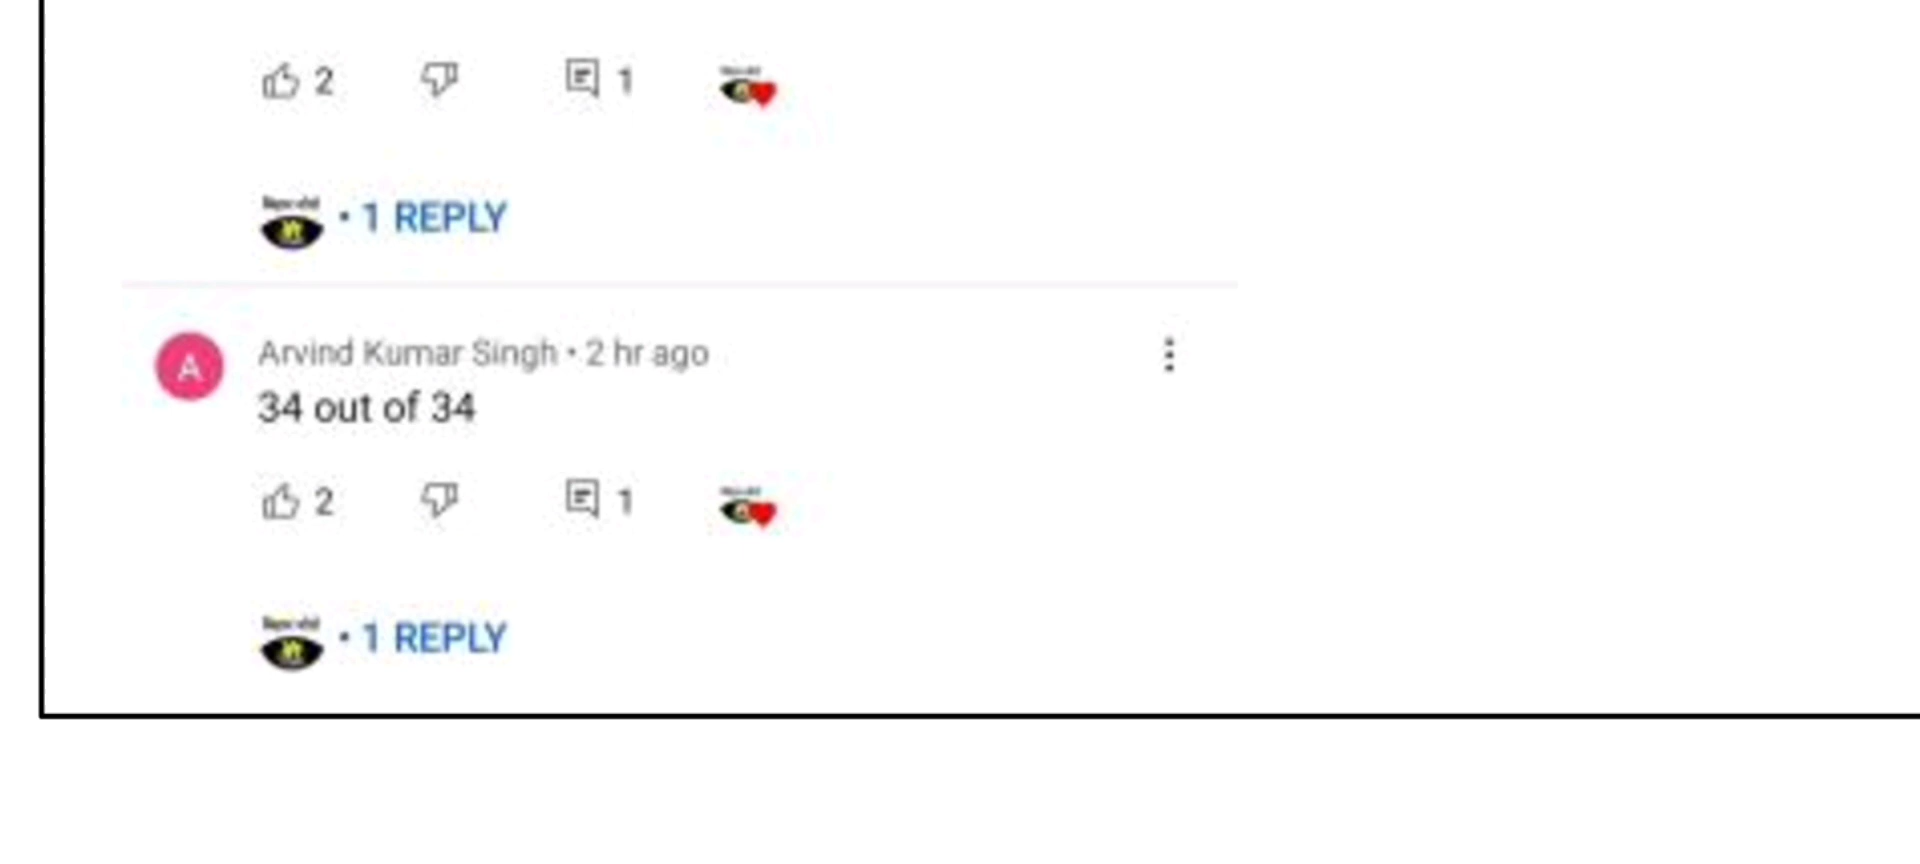 2 1
• 1 REPLY
A
Arvind Kumar Singh • 2 hr ago
34 out of 34
2 1
• 1 REPLY